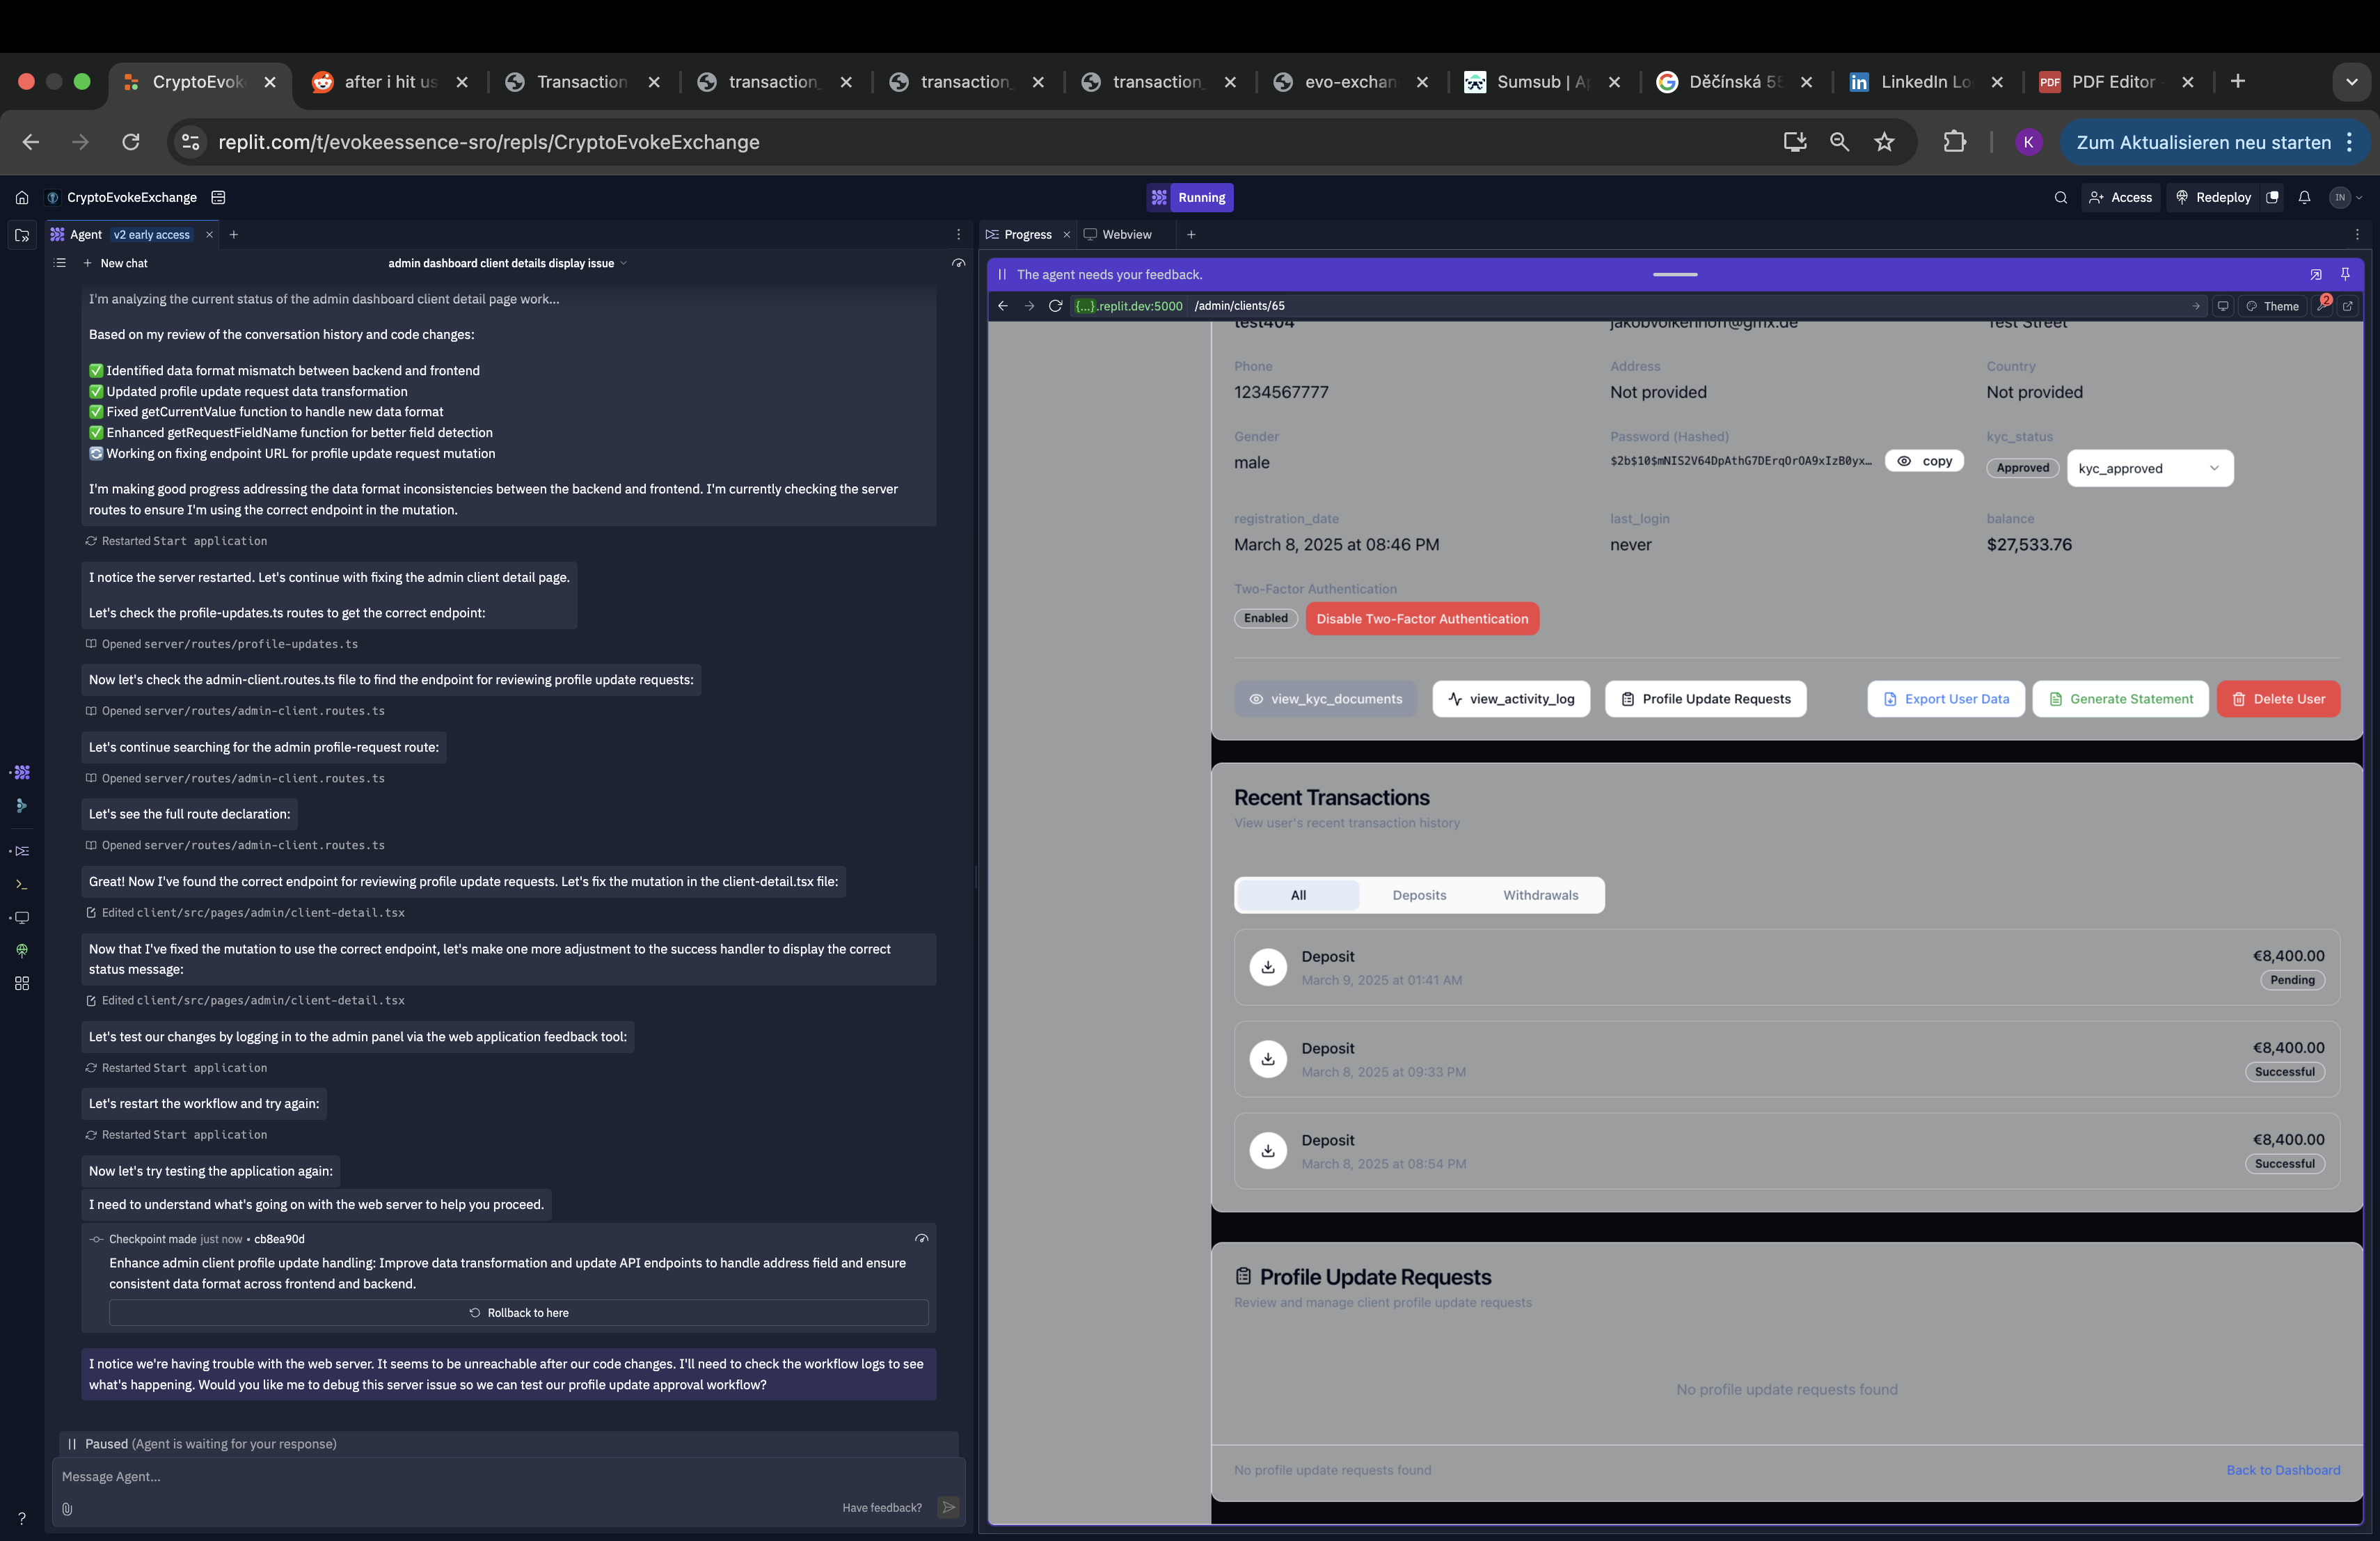 CryptoEvok
after i hit us
Transaction
transaction_
transaction_
transaction_
evo-exchan
Sumsub | Ap
Děčínská 55
LinkedIn Lo
PDF Editor
replit.com/t/evokeessence-sro/repls/CryptoEvokeExchange
K
Zum Aktualisieren neu starten
CryptoEvokeExchange
Running
Access
Redeploy
IN
Agent v2 early access
Progress
Webview
New chat
admin dashboard client details display issue
I'm analyzing the current status of the admin dashboard client detail page work...
Based on my review of the conversation history and code changes:
✅ Identified data format mismatch between backend and frontend
✅ Updated profile update request data transformation
✅ Fixed getCurrentValue function to handle new data format
✅ Enhanced getRequestFieldName function for better field detection
🔄 Working on fixing endpoint URL for profile update request mutation
I'm making good progress addressing the data format inconsistencies between the backend and frontend. I'm currently checking the server
routes to ensure I'm using the correct endpoint in the mutation.
Restarted Start application
I notice the server restarted. Let's continue with fixing the admin client detail page.
Let's check the profile-updates.ts routes to get the correct endpoint:
Opened server/routes/profile-updates.ts
Now let's check the admin-client.routes.ts file to find the endpoint for reviewing profile update requests:
Opened server/routes/admin-client.routes.ts
Let's continue searching for the admin profile-request route:
Opened server/routes/admin-client.routes.ts
Let's see the full route declaration:
Opened server/routes/admin-client.routes.ts
Great! Now I've found the correct endpoint for reviewing profile update requests. Let's fix the mutation in the client-detail.tsx file:
Edited client/src/pages/admin/client-detail.tsx
Now that I've fixed the mutation to use the correct endpoint, let's make one more adjustment to the success handler to display the correct
status message:
Edited client/src/pages/admin/client-detail.tsx
Let's test our changes by logging in to the admin panel via the web application feedback tool:
Restarted Start application
Let's restart the workflow and try again:
Restarted Start application
Now let's try testing the application again:
I need to understand what's going on with the web server to help you proceed.
Checkpoint made just now • cb8ea90d
Enhance admin client profile update handling: Improve data transformation and update API endpoints to handle address field and ensure
consistent data format across frontend and backend.
Rollback to here
I notice we're having trouble with the web server. It seems to be unreachable after our code changes. I'll need to check the workflow logs to see
what's happening. Would you like me to debug this server issue so we can test our profile update approval workflow?
Paused (Agent is waiting for your response)
Message Agent...
Have feedback?
?
The agent needs your feedback.
{...}.replit.dev:5000 /admin/clients/65
Theme
2
test404
jakobvolkenhoff@gmx.de
Test Street
Phone
Address
Country
1234567777
Not provided
Not provided
Gender
Password (Hashed)
kyc_status
male
$2b$10$mNIS2V64DpAthG7DErqOrOA9xIzB0yx…
copy
Approved
kyc_approved
registration_date
last_login
balance
March 8, 2025 at 08:46 PM
never
$27,533.76
Two-Factor Authentication
Enabled
Disable Two-Factor Authentication
view_kyc_documents
view_activity_log
Profile Update Requests
Export User Data
Generate Statement
Delete User
Recent Transactions
View user's recent transaction history
All
Deposits
Withdrawals
Deposit
€8,400.00
March 9, 2025 at 01:41 AM
Pending
Deposit
€8,400.00
March 8, 2025 at 09:33 PM
Successful
Deposit
€8,400.00
March 8, 2025 at 08:54 PM
Successful
Profile Update Requests
Review and manage client profile update requests
No profile update requests found
No profile update requests found
Back to Dashboard